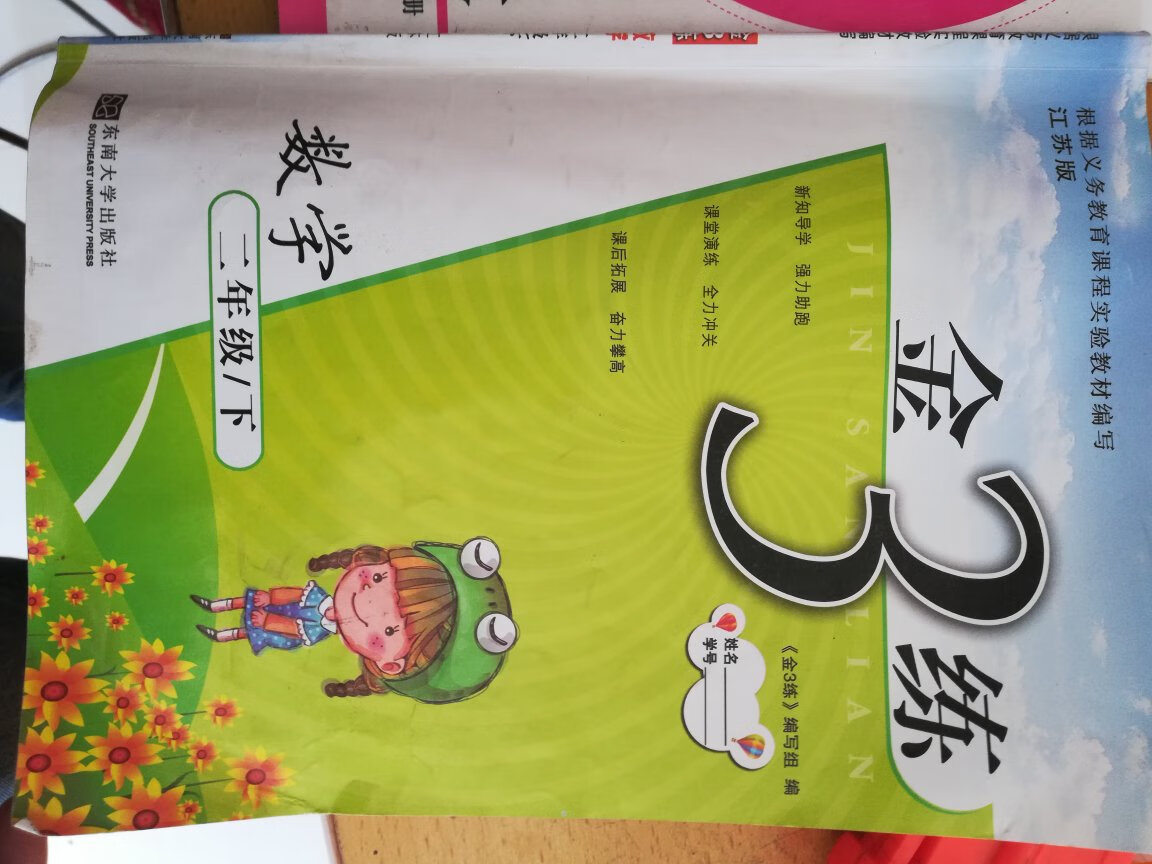 根据义务教育课程实验教材编写
江苏版
金3练
JIN SAN LIAN
新知导学 强力助跑
课堂演练 全力冲关
课后拓展 奋力攀高
《金3练》编写组 编
姓名
学号
数学
二年级/下
东南大学出版社
SOUTHEAST UNIVERSITY PRESS
册